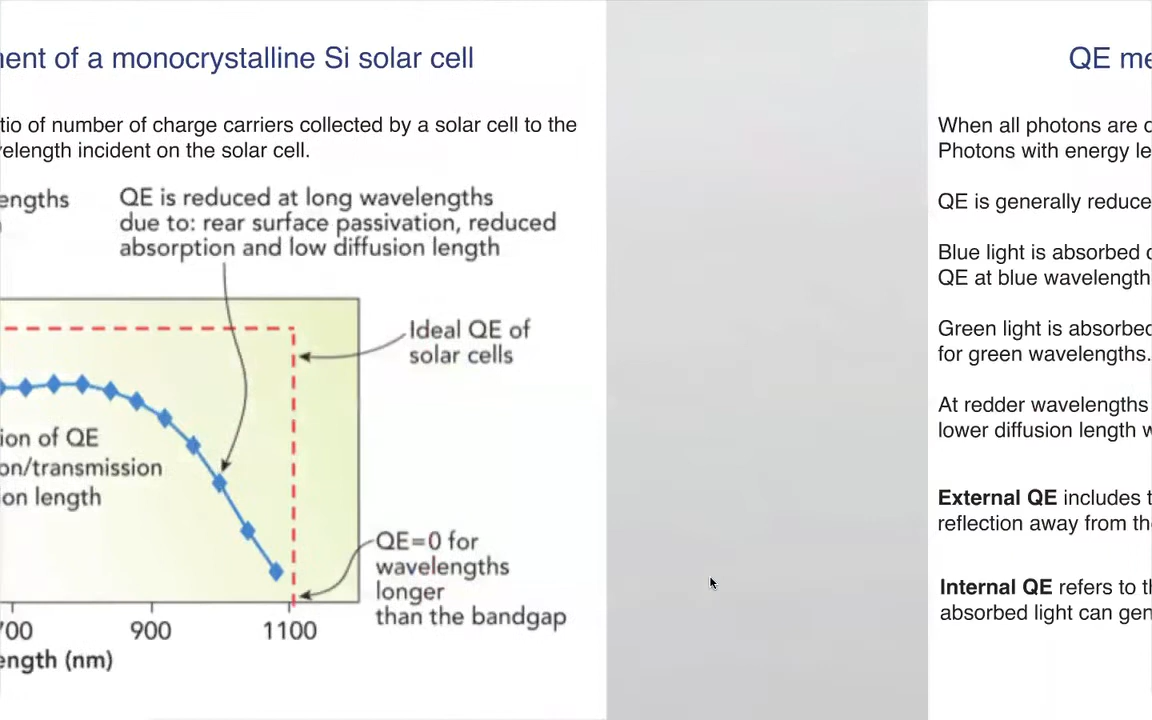 ent of a monocrystalline Si solar cell
tio of number of charge carriers collected by a solar cell to the
elength incident on the solar cell.
engths
QE is reduced at long wavelengths
due to: rear surface passivation, reduced
absorption and low diffusion length
Ideal QE of
solar cells
ion of QE
on/transmission
ion length
QE=0 for
wavelengths
longer
than the bandgap
700
900
1100
ength (nm)
QE me
When all photons are
Photons with energy le
QE is generally reduce
Blue light is absorbed
QE at blue wavelength
Green light is absorbed
for green wavelengths.
At redder wavelengths
lower diffusion length w
External QE includes t
reflection away from th
Internal QE refers to th
absorbed light can gen